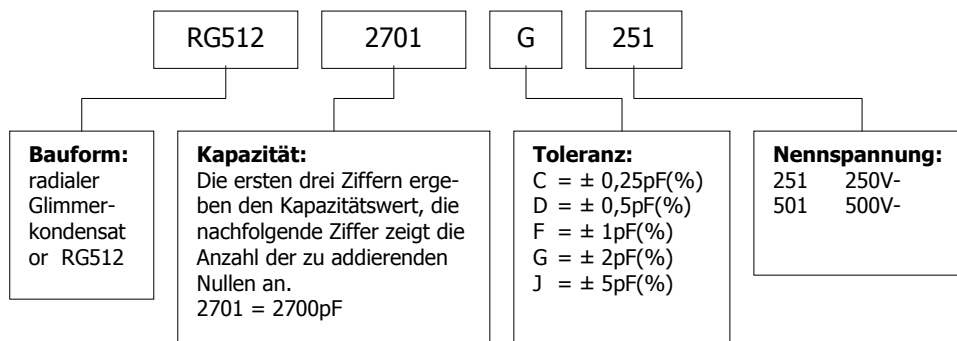 RG512 2701 G 251
Bauform:
radialer
Glimmer-
kondensat
or RG512
Kapazität:
Die ersten drei Ziffern erge-
ben den Kapazitätswert, die
nachfolgende Ziffer zeigt die
Anzahl der zu addierenden
Nullen an.
2701 = 2700pF
Toleranz:
C = ± 0,25pF(%)
D = ± 0,5pF(%)
F = ± 1pF(%)
G = ± 2pF(%)
J = ± 5pF(%)
Nennspannung:
251 250V-
501 500V-